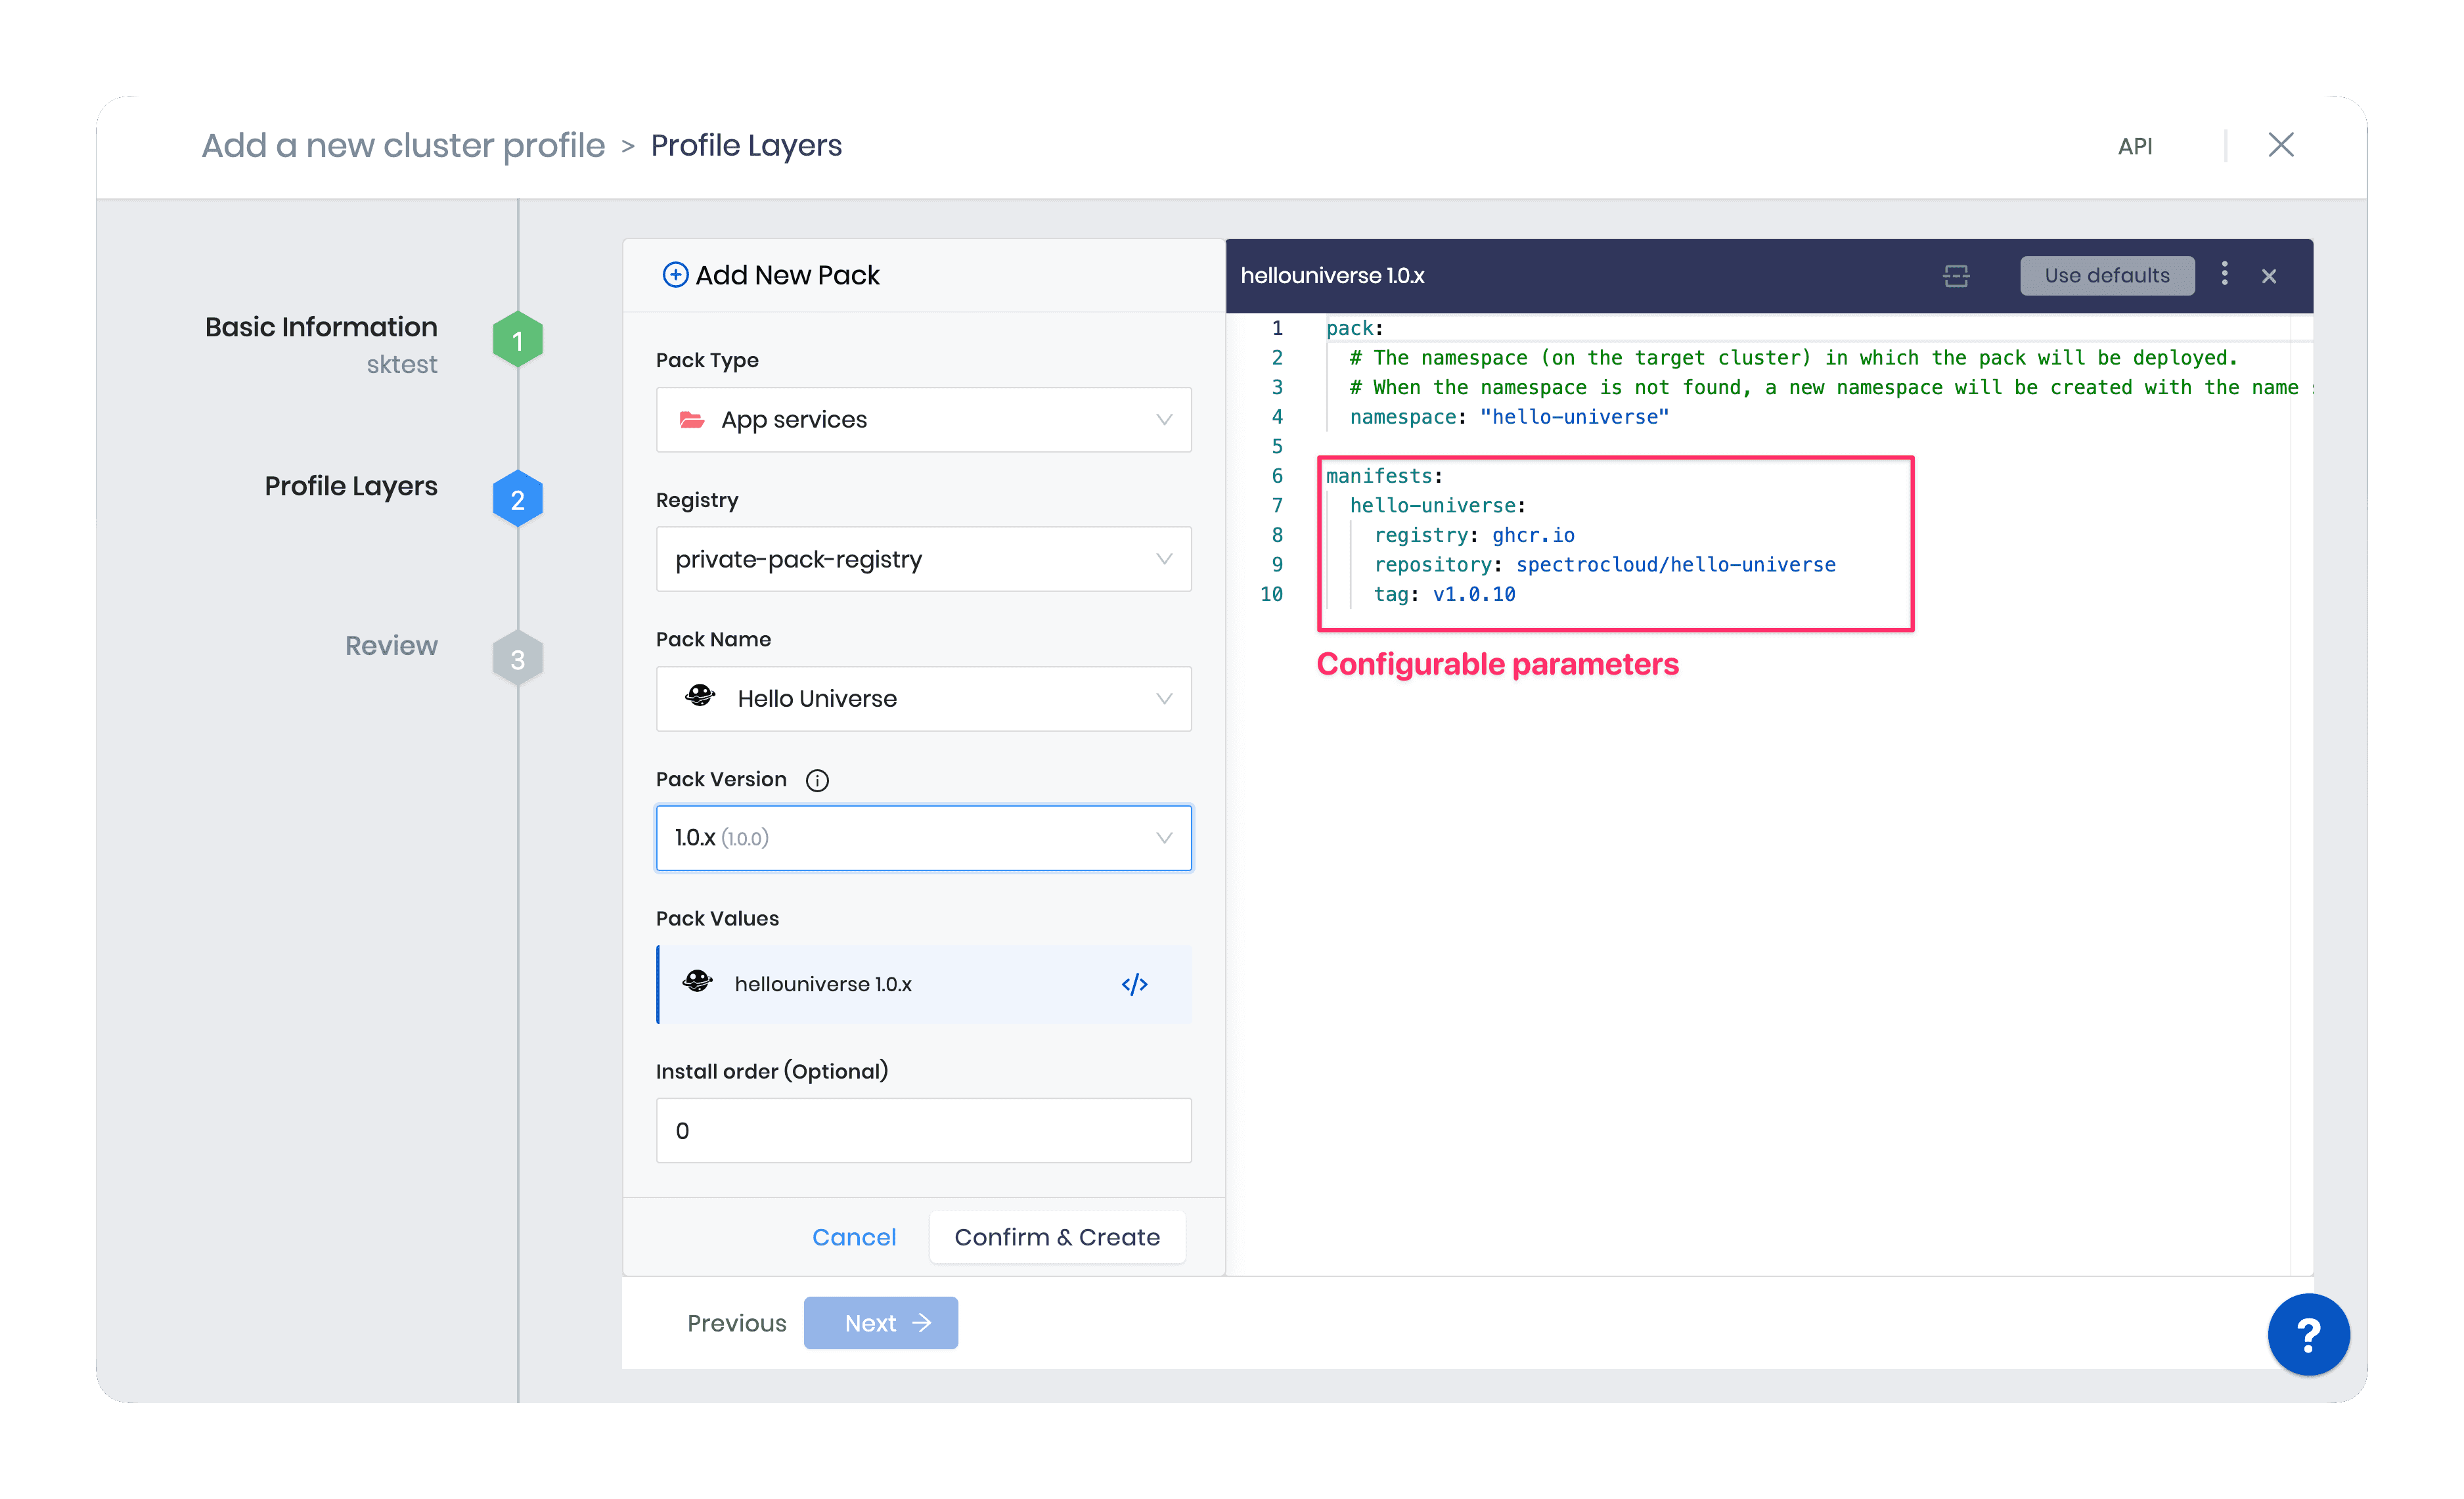 Add a new cluster profile > Profile Layers
API
Basic Information
sktest
1
Profile Layers
2
Review
3
Add New Pack
Pack Type
App services
Registry
private-pack-registry
Pack Name
Hello Universe
Pack Version
1.0.x (1.0.0)
Pack Values
hellouniverse 1.0.x
</>
Install order (Optional)
0
Cancel
Confirm & Create
Previous
Next →
hellouniverse 1.0.x
Use defaults
1 pack:
2 # The namespace (on the target cluster) in which the pack will be deployed.
3 # When the namespace is not found, a new namespace will be created with the name
4 namespace: "hello-universe"
5
6 manifests:
7 hello-universe:
8 registry: ghcr.io
9 repository: spectrocloud/hello-universe
10 tag: v1.0.10
Configurable parameters
?